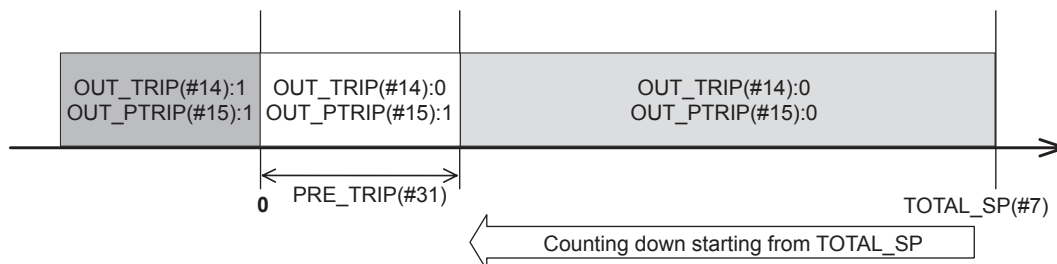 OUT_TRIP(#14):1
OUT_PTRIP(#15):1
OUT_TRIP(#14):0
OUT_PTRIP(#15):1
OUT_TRIP(#14):0
OUT_PTRIP(#15):0
PRE_TRIP(#31)
0
TOTAL_SP(#7)
Counting down starting from TOTAL_SP